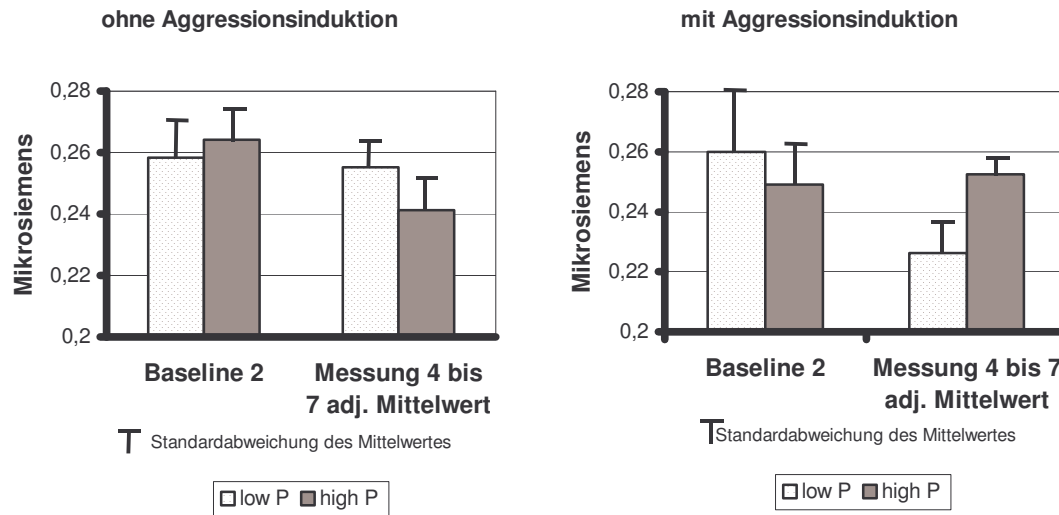 ohne Aggressionsinduktion
Mikrosiemens
0,28
0,26
0,24
0,22
0,2
Baseline 2
Messung 4 bis
7 adj. Mittelwert
Standardabweichung des Mittelwertes
low P
high P
mit Aggressionsinduktion
Mikrosiemens
0,28
0,26
0,24
0,22
0,2
Baseline 2
Messung 4 bis 7
adj. Mittelwert
Standardabweichung des Mittelwertes
low P
high P